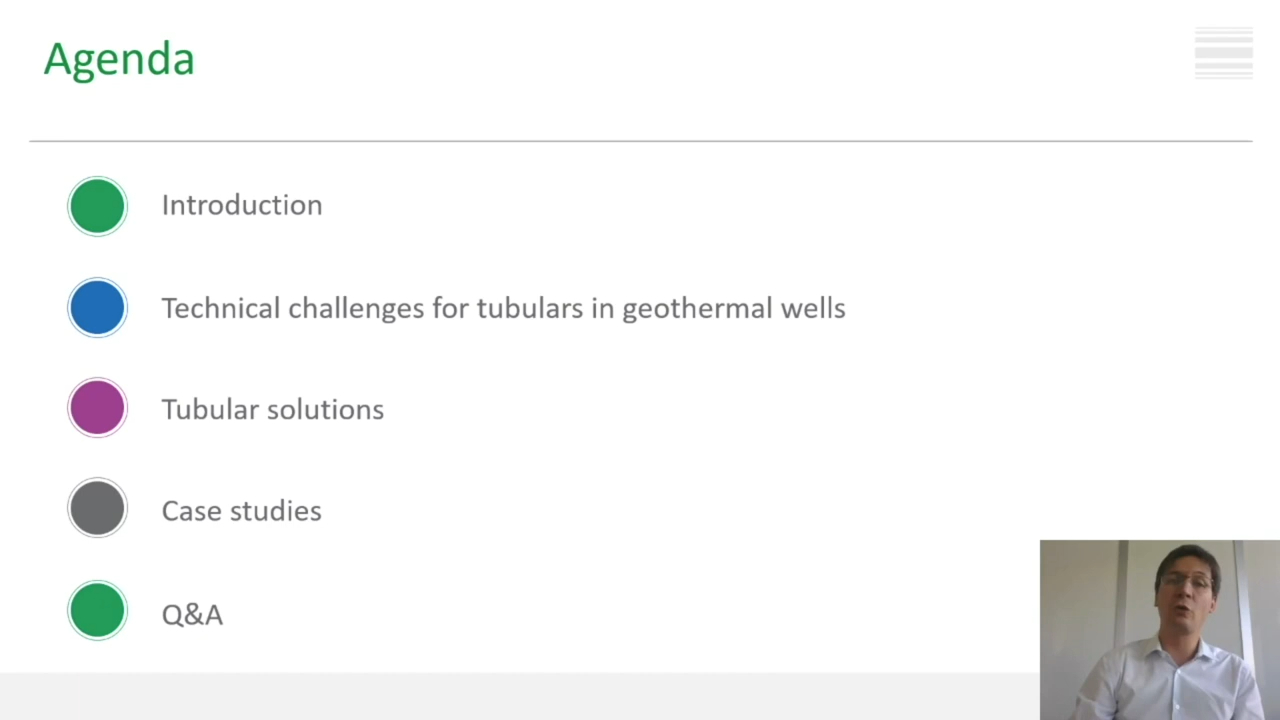 Agenda
Introduction
Technical challenges for tubulars in geothermal wells
Tubular solutions
Case studies
Q&A